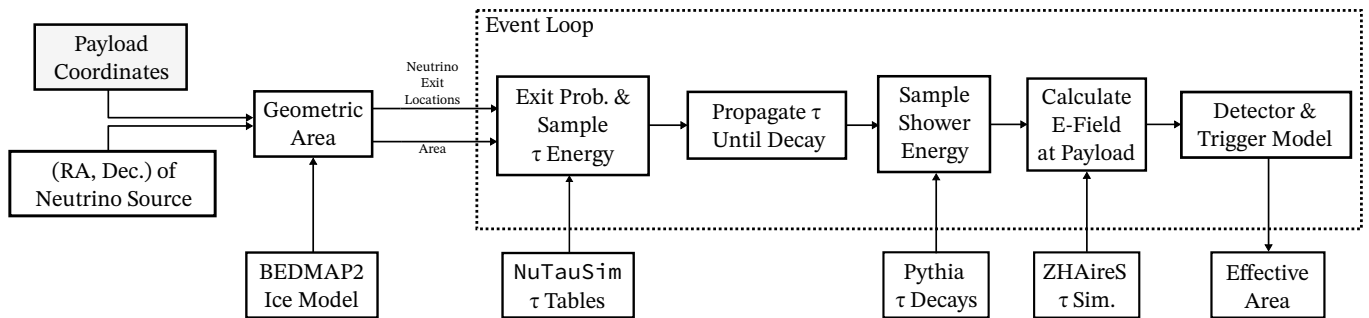 Event Loop
Payload
Coordinates
(RA, Dec.) of
Neutrino Source
Geometric
Area
BEDMAP2
Ice Model
Neutrino
Exit
Locations
Area
Exit Prob. &
Sample
τ Energy
NuTauSim
τ Tables
Propagate τ
Until Decay
Sample
Shower
Energy
Pythia
τ Decays
Calculate
E-Field
at Payload
ZHAireS
τ Sim.
Detector &
Trigger Model
Effective
Area